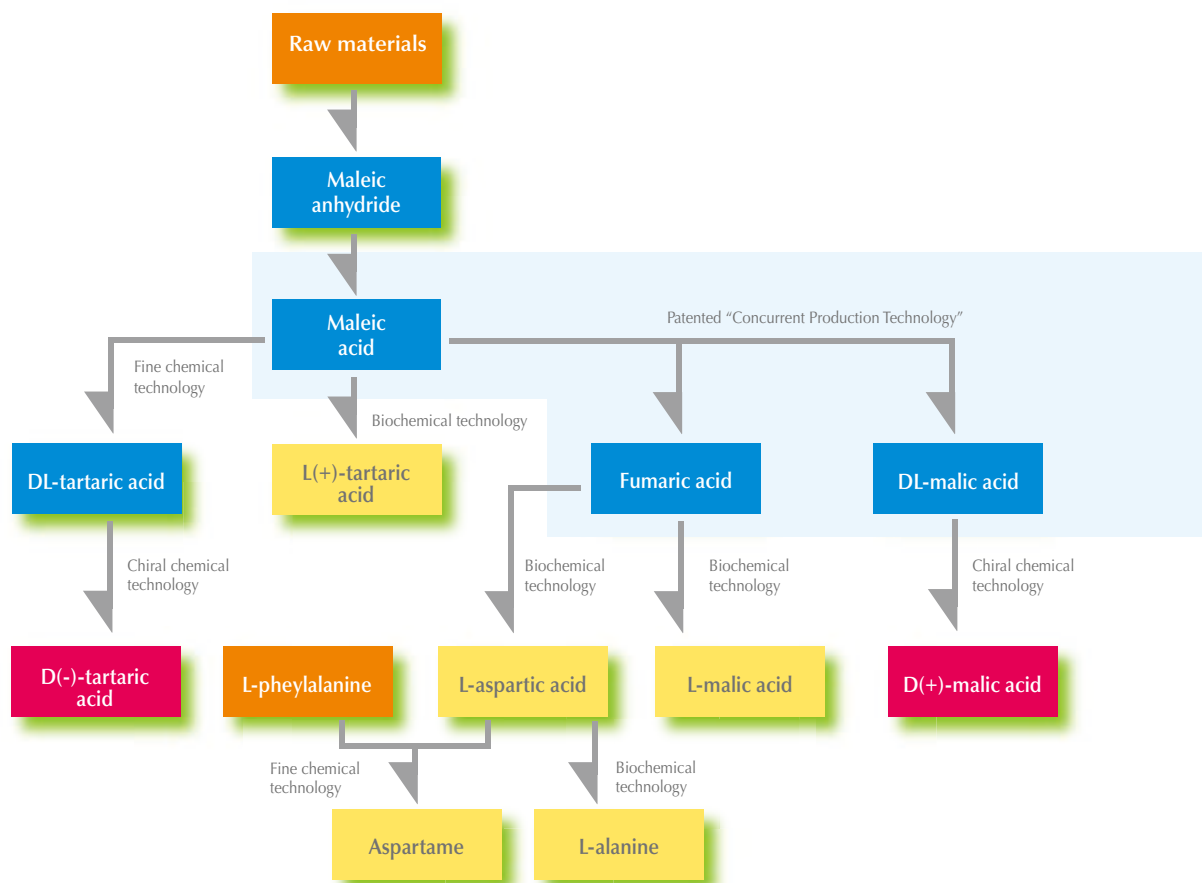 Raw materials
Maleic
anhydride
Maleic
acid
Patented “Concurrent Production Technology”
Fine chemical
technology
Biochemical technology
DL-tartaric acid
L(+)-tartaric
acid
Fumaric acid
DL-malic acid
Chiral chemical
technology
Biochemical
technology
Biochemical
technology
Chiral chemical
technology
D(-)-tartaric
acid
L-pheylalanine
L-aspartic acid
L-malic acid
D(+)-malic acid
Fine chemical
technology
Biochemical
technology
Aspartame
L-alanine